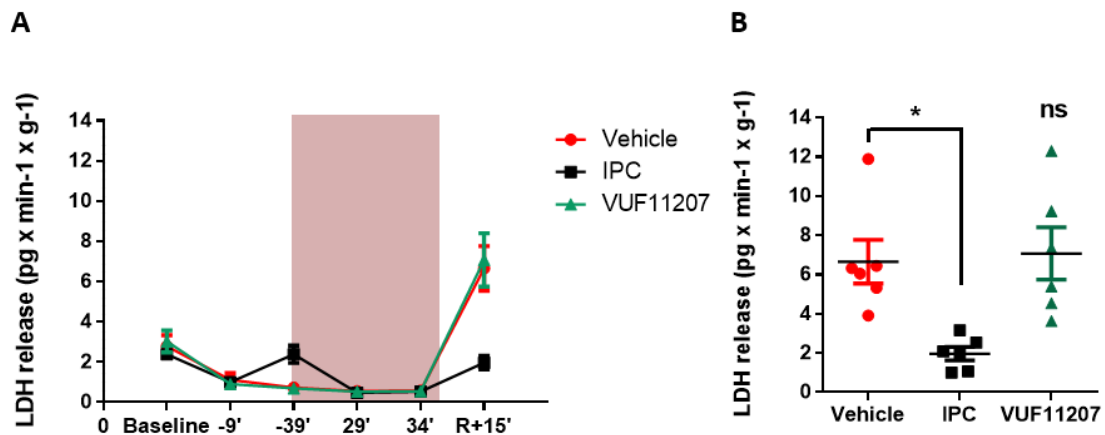 A
LDH release (pg x min-1 x g-1)
14
12
10
8
6
4
2
0
0 Baseline -9' -39' 29' 34' R+15'
Vehicle
IPC
VUF11207
B
LDH release (pg x min-1 x g-1)
14
12
10
8
6
4
2
0
*
ns
Vehicle IPC VUF11207